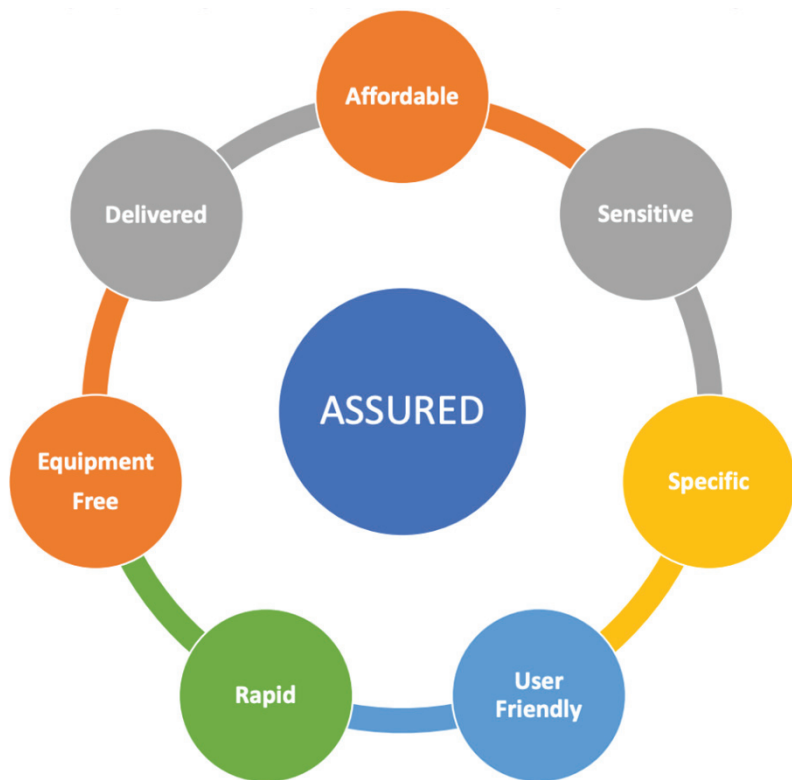 Affordable
Sensitive
Specific
User
Friendly
Rapid
Equipment
Free
Delivered
ASSURED